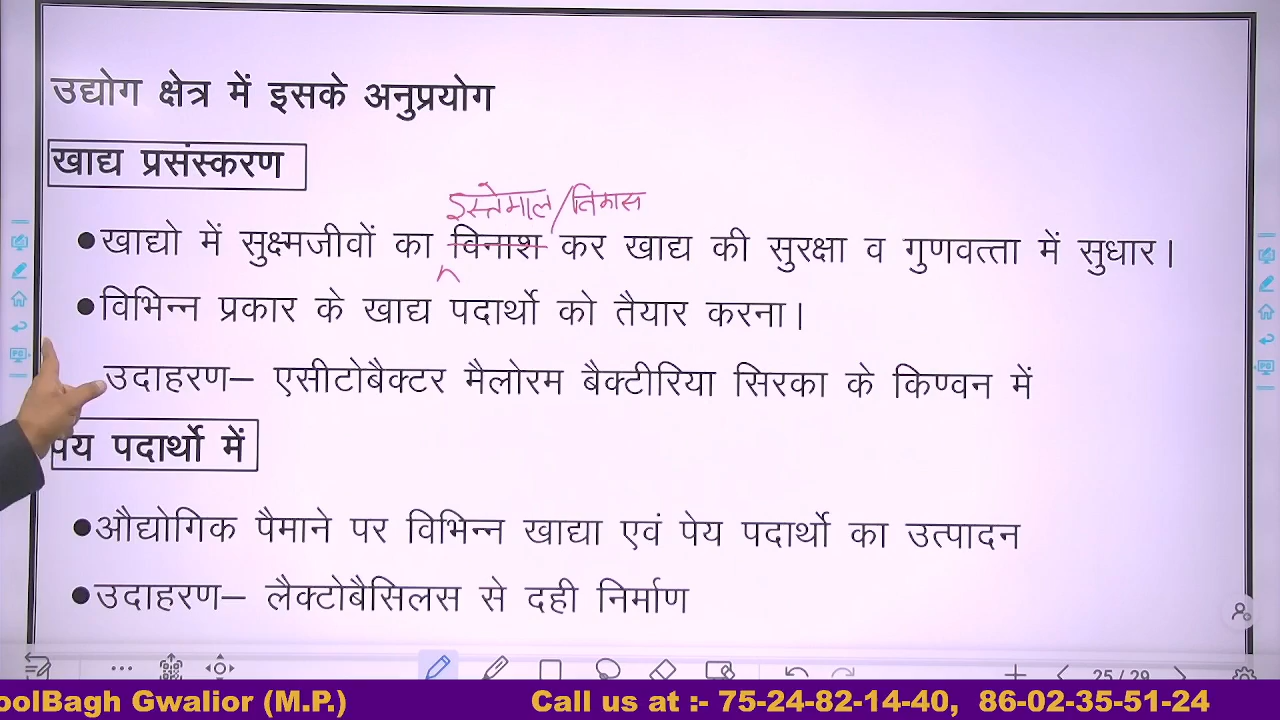 उद्योग क्षेत्र में इसके अनुप्रयोग
खाद्य प्रसंस्करण
इस्तेमाल/विकास
●खाद्यो में सुक्ष्मजीवों का विनाश कर खाद्य की सुरक्षा व गुणवत्ता में सुधार।
●विभिन्न प्रकार के खाद्य पदार्थो को तैयार करना।
उदाहरण– एसीटोबैक्टर मैलोरम बैक्टीरिया सिरका के किण्वन में
पेय पदार्थो में
●औद्योगिक पैमाने पर विभिन्न खाद्या एवं पेय पदार्थो का उत्पादन
●उदाहरण– लैक्टोबैसिलस से दही निर्माण
25 / 29
oolBagh Gwalior (M.P.) Call us at :- 75-24-82-14-40, 86-02-35-51-24